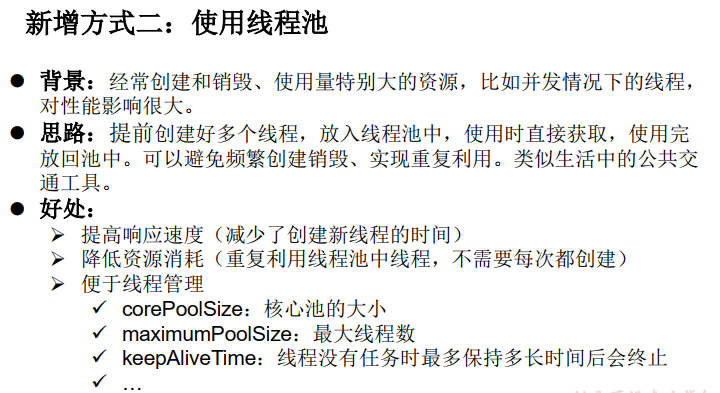 新增方式二：使用线程池
● 背景：经常创建和销毁、使用量特别大的资源，比如并发情况下的线程，
对性能影响很大。
● 思路：提前创建好多个线程，放入线程池中，使用时直接获取，使用完
放回池中。可以避免频繁创建销毁、实现重复利用。类似生活中的公共交
通工具。
● 好处：
➢ 提高响应速度（减少了创建新线程的时间）
➢ 降低资源消耗（重复利用线程池中线程，不需要每次都创建）
➢ 便于线程管理
✓ corePoolSize：核心池的大小
✓ maximumPoolSize：最大线程数
✓ keepAliveTime：线程没有任务时最多保持多长时间后会终止
✓ …